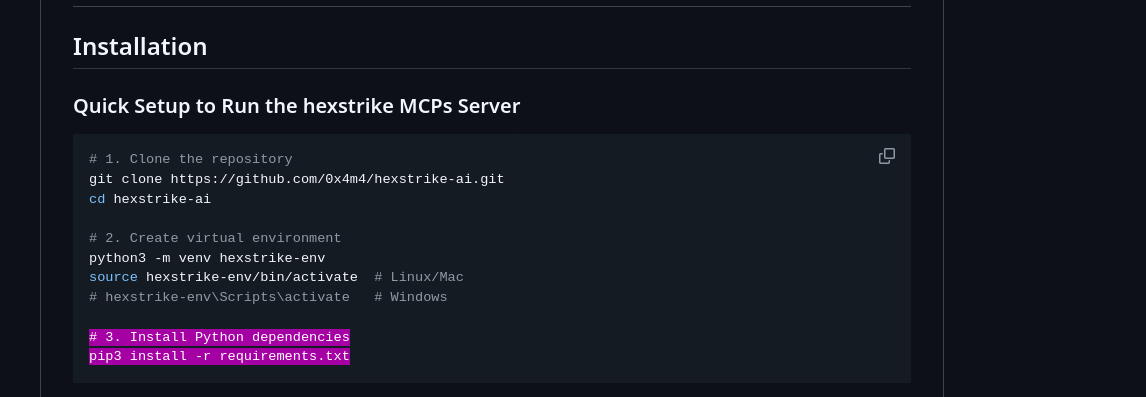 Installation
Quick Setup to Run the hexstrike MCPs Server
# 1. Clone the repository
git clone https://github.com/0x4m4/hexstrike-ai.git
cd hexstrike-ai
# 2. Create virtual environment
python3 -m venv hexstrike-env
source hexstrike-env/bin/activate  # Linux/Mac
# hexstrike-env\Scripts\activate   # Windows
# 3. Install Python dependencies
pip3 install -r requirements.txt